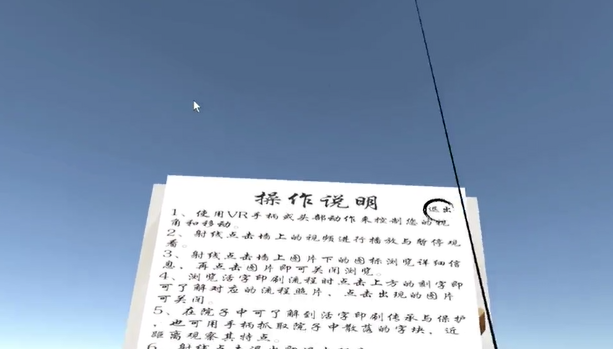 操作说明
退出
1、使用VR手柄或头部动作来控制您的视
角和移动。
2、射线点击墙上的视频进行播放与暂停观
看。
3、射线点击墙上图片下的图标浏览详细信
息，再点击图片即可关闭浏览。
4、浏览活字印刷流程时点击上方的刻字即
可了解对应的流程照片，点击出现的图片
可关闭。
5、在院子中可了解到活字印刷传承与保护
，也可用手柄抓取院子中散落的字块，近
距离观察其特点。